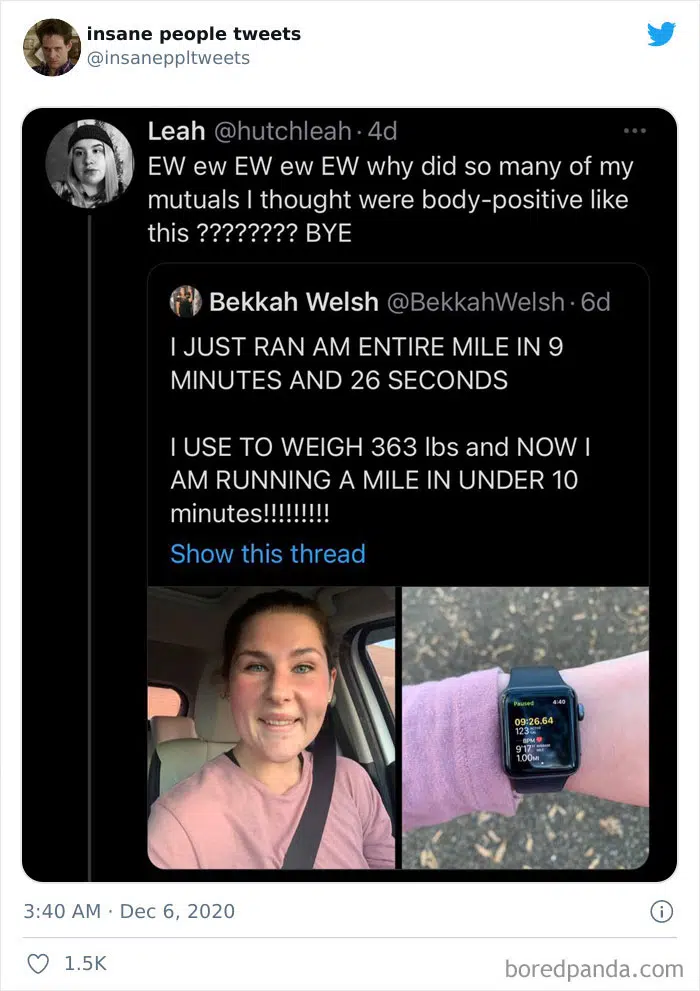 insane people tweets
@insaneppltweets
Leah @hutchleah · 4d
EW ew EW ew EW why did so many of my
mutuals I thought were body-positive like
this ???????? BYE
Bekkah Welsh @BekkahWelsh · 6d
I JUST RAN AM ENTIRE MILE IN 9
MINUTES AND 26 SECONDS
I USE TO WEIGH 363 lbs and NOW I
AM RUNNING A MILE IN UNDER 10
minutes!!!!!!!!!
Show this thread
Paused 4:40
09:26.64
123
BPM
9'17"
1.00MI
3:40 AM · Dec 6, 2020
1.5K
boredpanda.com